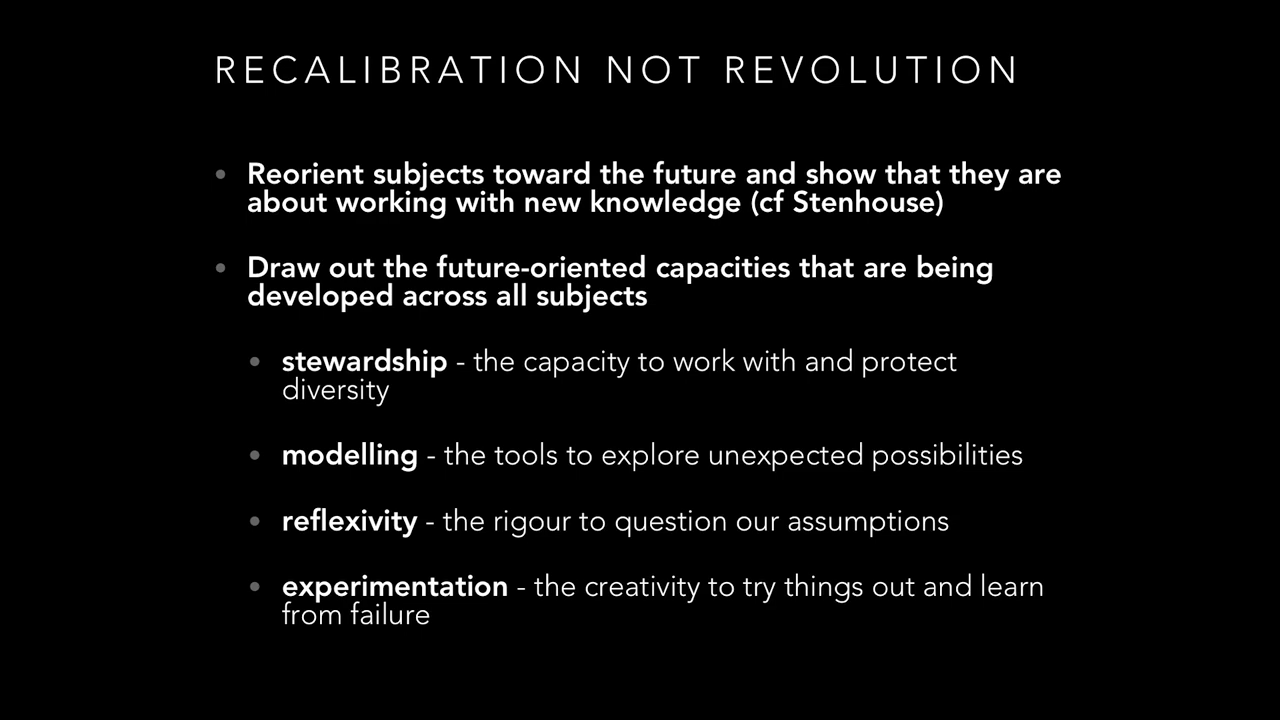 RECALIBRATION NOT REVOLUTION
• Reorient subjects toward the future and show that they are
about working with new knowledge (cf Stenhouse)
• Draw out the future-oriented capacities that are being
developed across all subjects
• stewardship - the capacity to work with and protect
diversity
• modelling - the tools to explore unexpected possibilities
• reflexivity - the rigour to question our assumptions
• experimentation - the creativity to try things out and learn
from failure